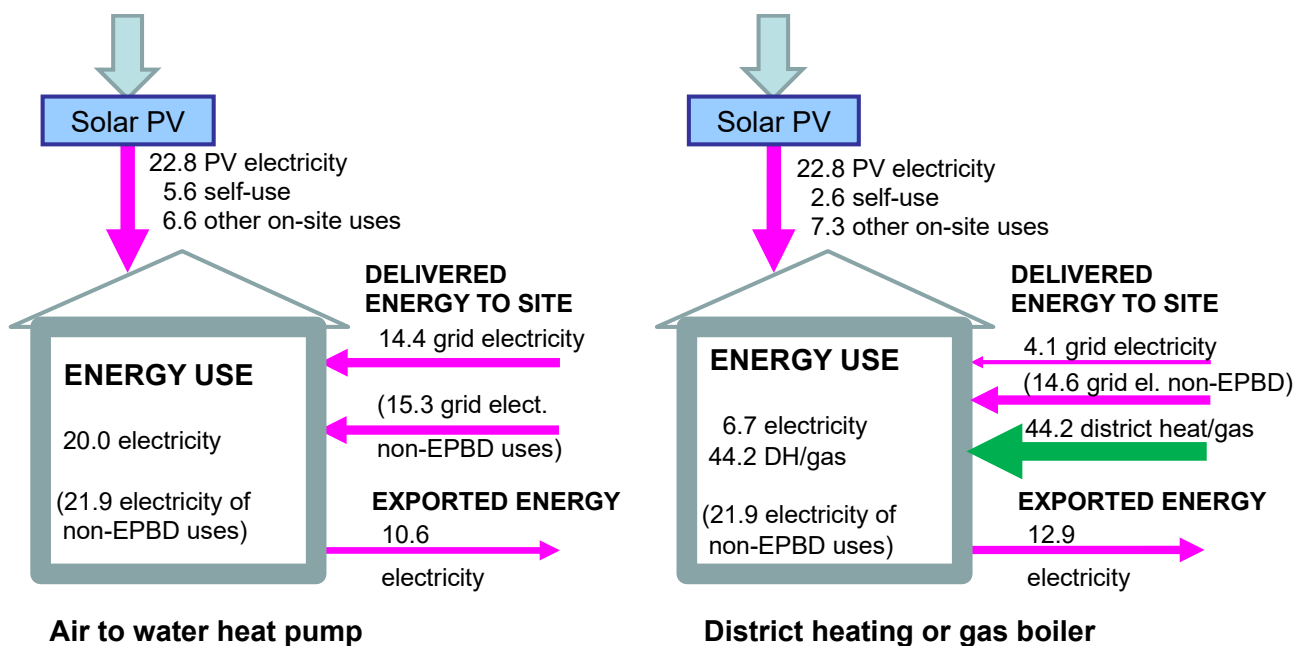 Solar PV
22.8 PV electricity
5.6 self-use
6.6 other on-site uses
DELIVERED
ENERGY TO SITE
14.4 grid electricity
ENERGY USE
(15.3 grid elect.
non-EPBD uses)
20.0 electricity
(21.9 electricity of
non-EPBD uses)
EXPORTED ENERGY
10.6
electricity
Air to water heat pump
Solar PV
22.8 PV electricity
2.6 self-use
7.3 other on-site uses
DELIVERED
ENERGY TO SITE
4.1 grid electricity
ENERGY USE
(14.6 grid el. non-EPBD)
6.7 electricity
44.2 district heat/gas
44.2 DH/gas
(21.9 electricity of
non-EPBD uses)
EXPORTED ENERGY
12.9
electricity
District heating or gas boiler